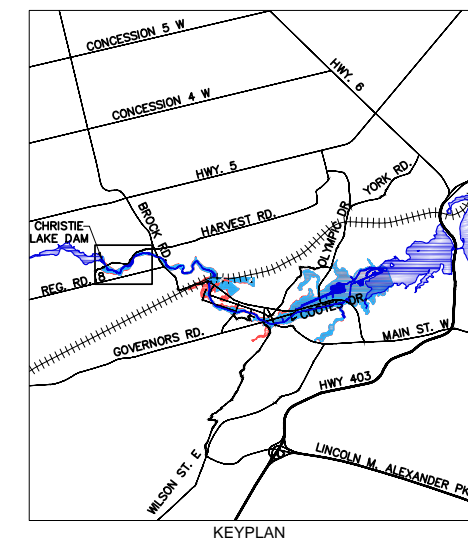 CONCESSION 5 W
HWY. 6
CONCESSION 4 W
HWY. 5
YORK RD.
CHRISTIE
LAKE DAM
BROCK RD
HARVEST RD.
OLYMPIC DR
REG. RD. 8
COOTES DR
GOVERNORS RD.
MAIN ST. W
HWY 403
WILSON ST. E
LINCOLN M. ALEXANDER PK
KEYPLAN